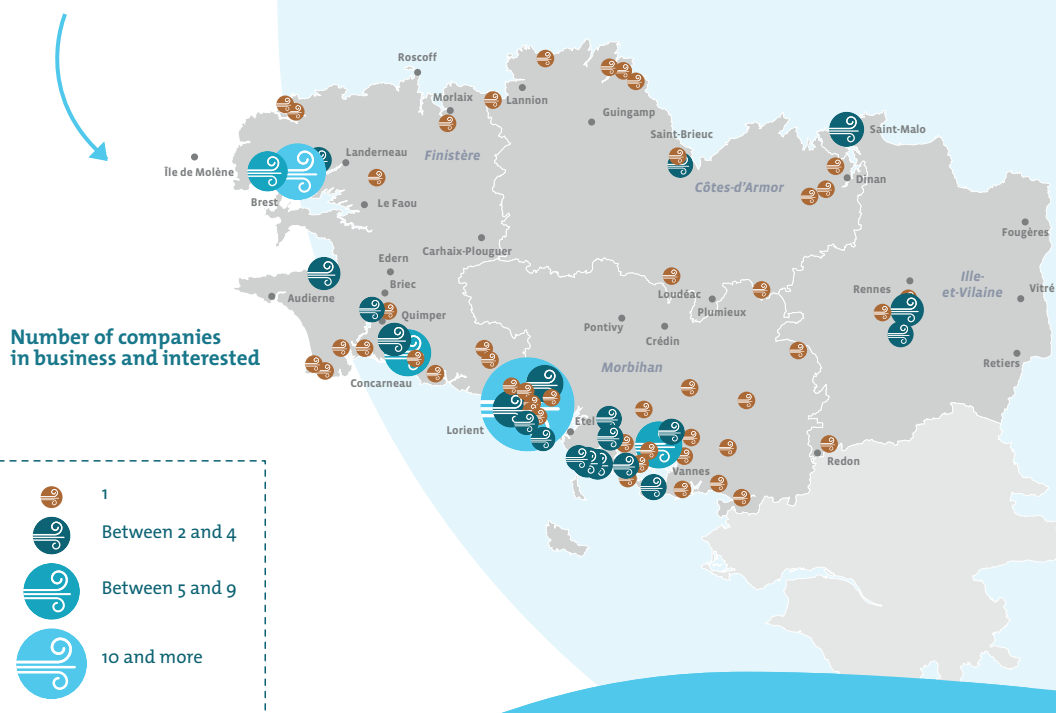 Roscoff
Morlaix
Lannion
Guingamp
Saint-Brieuc
Saint-Malo
Landerneau
Finistère
Île de Molène
Côtes-d'Armor
Dinan
Brest
Le Faou
Fougères
Carhaix-Plouguer
Edern
Briec
Audierne
Loudéac
Plumieux
Rennes
Ille-
et-Vilaine
Vitré
Quimper
Pontivy
Crédin
Number of companies
in business and interested
Morbihan
Retiers
Concarneau
Lorient
Etel
Vannes
Redon
1
Between 2 and 4
Between 5 and 9
10 and more